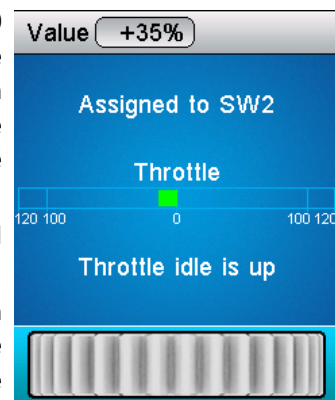 Value +35%
Assigned to SW2
Throttle
120 100 0 100 120
Throttle idle is up